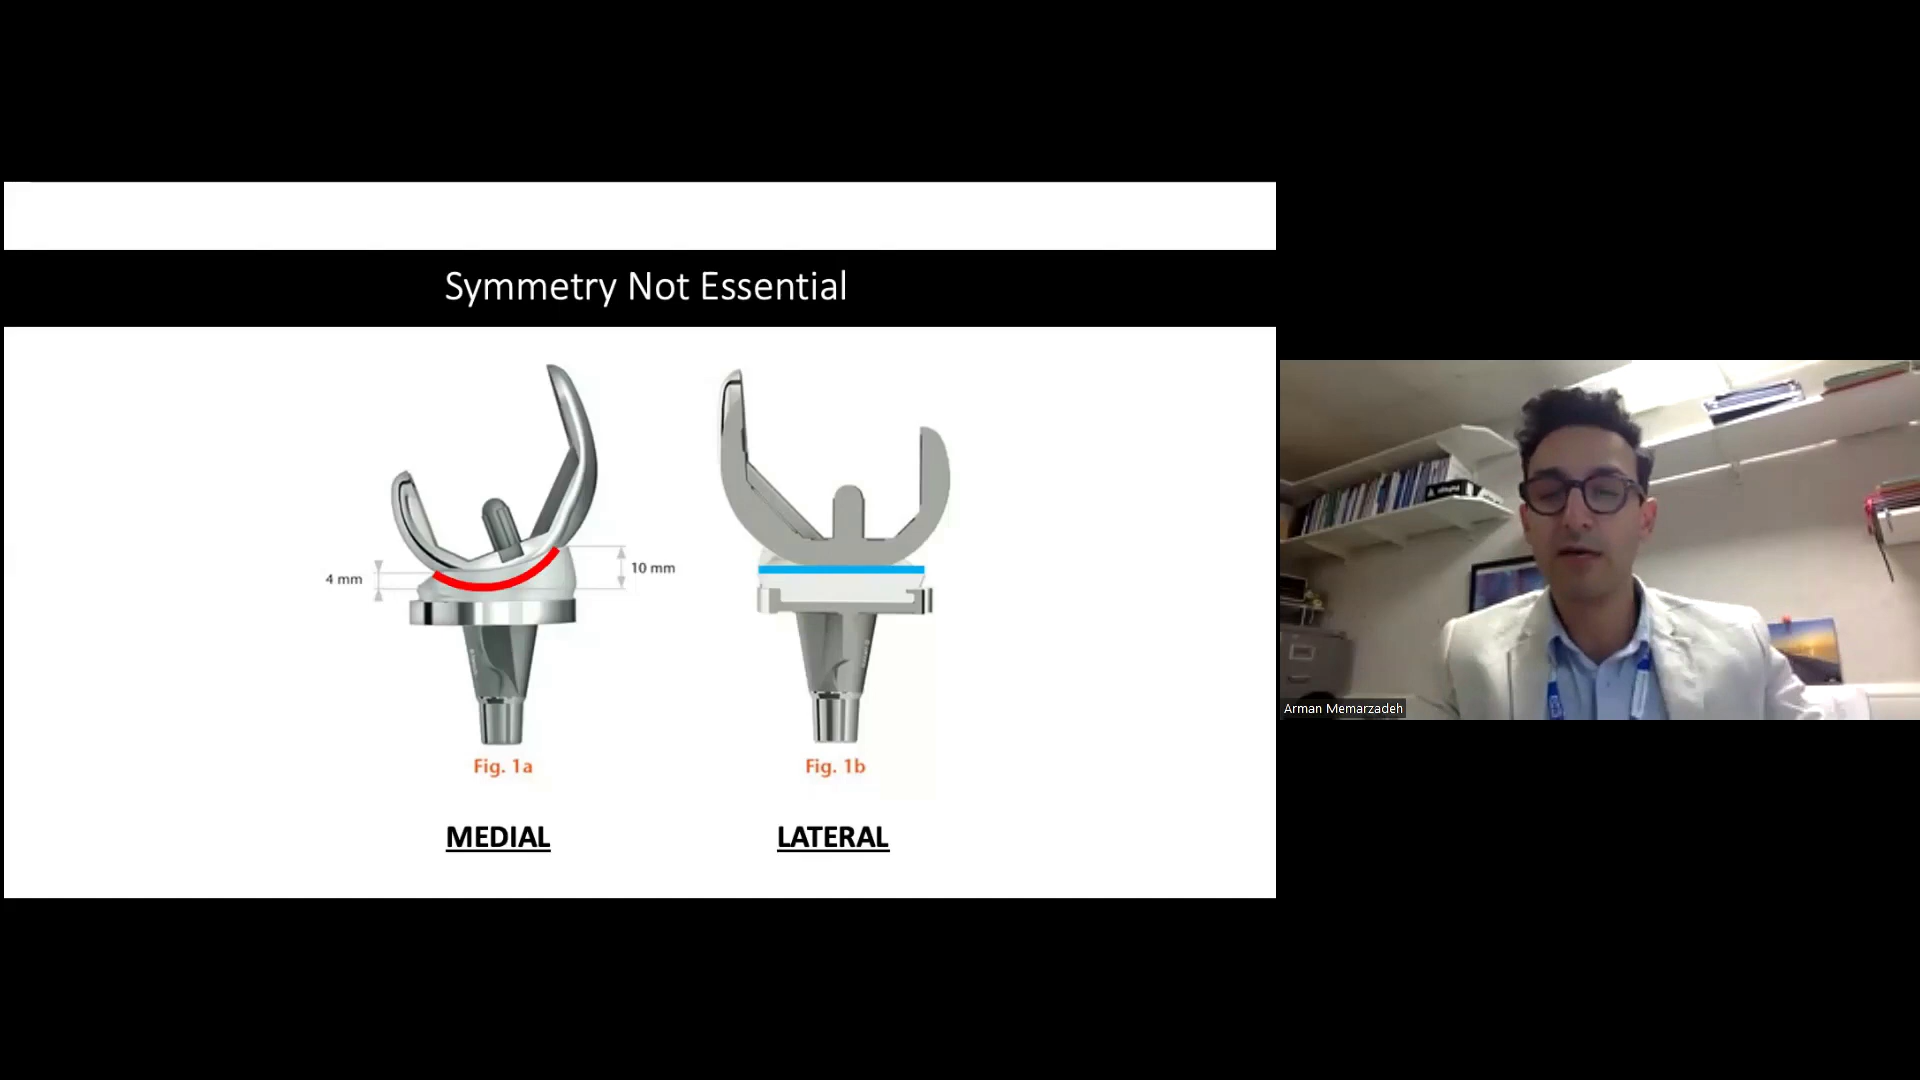 Symmetry Not Essential
4 mm
10 mm
Fig. 1a
Fig. 1b
MEDIAL
LATERAL
Arman Memarzadeh